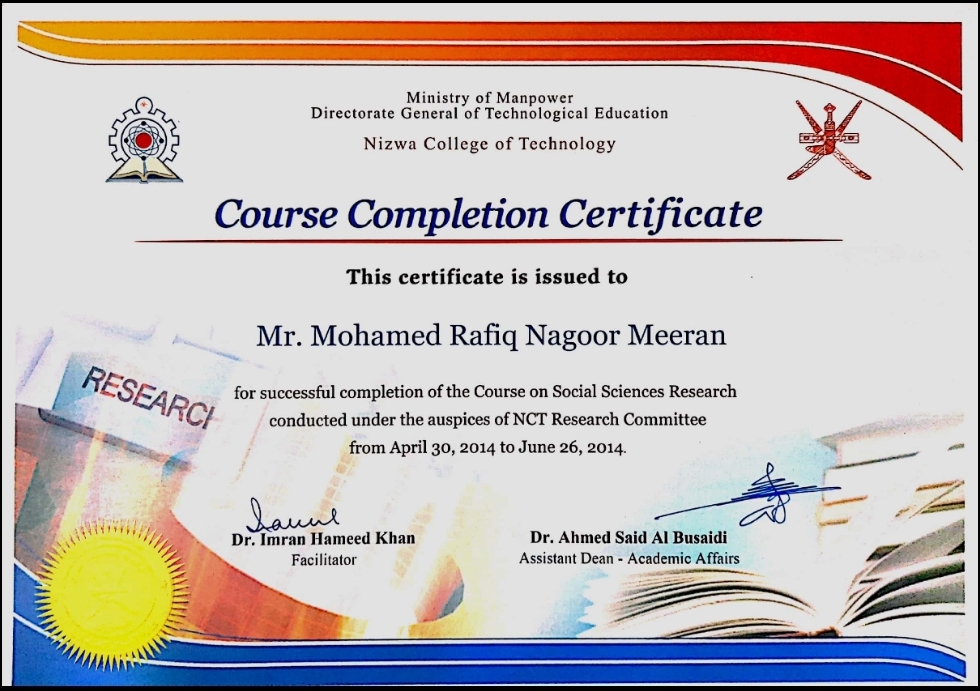 Ministry of Manpower
Directorate General of Technological Education
Nizwa College of Technology
Course Completion Certificate
This certificate is issued to
Mr. Mohamed Rafiq Nagoor Meeran
RESEARCH
for successful completion of the Course on Social Sciences Research
conducted under the auspices of NCT Research Committee
from April 30, 2014 to June 26, 2014.
Dr. Imran Hameed Khan
Facilitator
Dr. Ahmed Said Al Busaidi
Assistant Dean - Academic Affairs